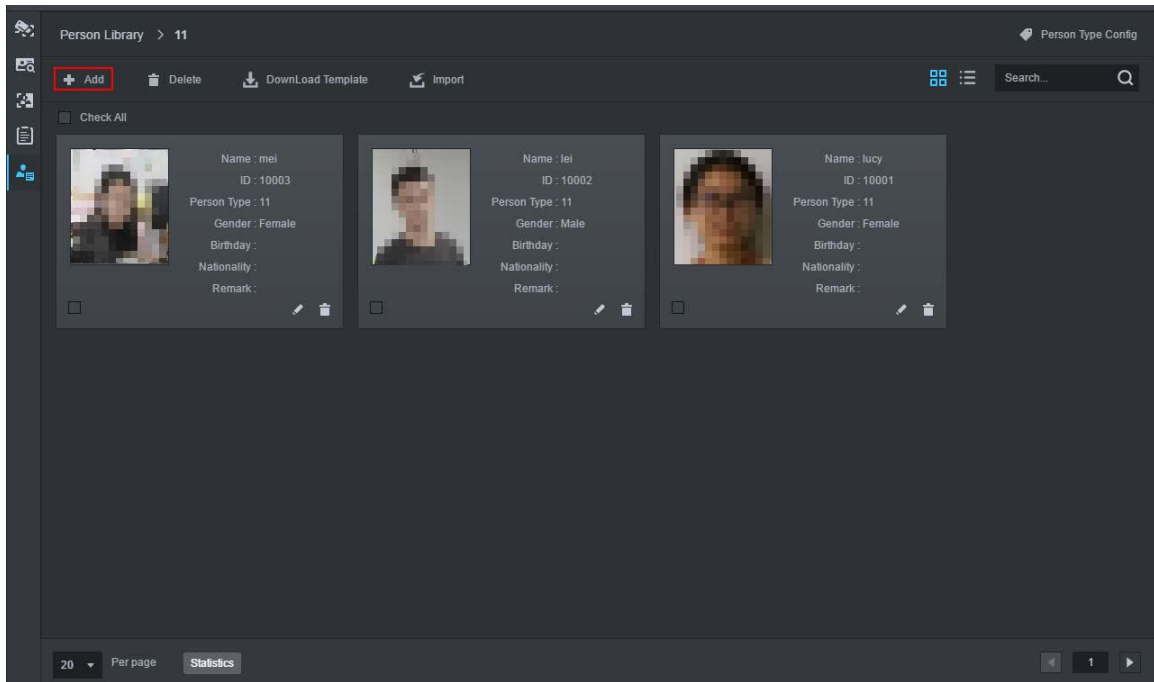 Person Library > 11
Person Type Config
Add
Delete
DownLoad Template
Import
Search...
Check All
Name : mei
ID : 10003
Person Type : 11
Gender : Female
Birthday :
Nationality :
Remark :
Name : lei
ID : 10002
Person Type : 11
Gender : Male
Birthday :
Nationality :
Remark :
Name : lucy
ID : 10001
Person Type : 11
Gender : Female
Birthday :
Nationality :
Remark :
20
Per page
Statistics
1